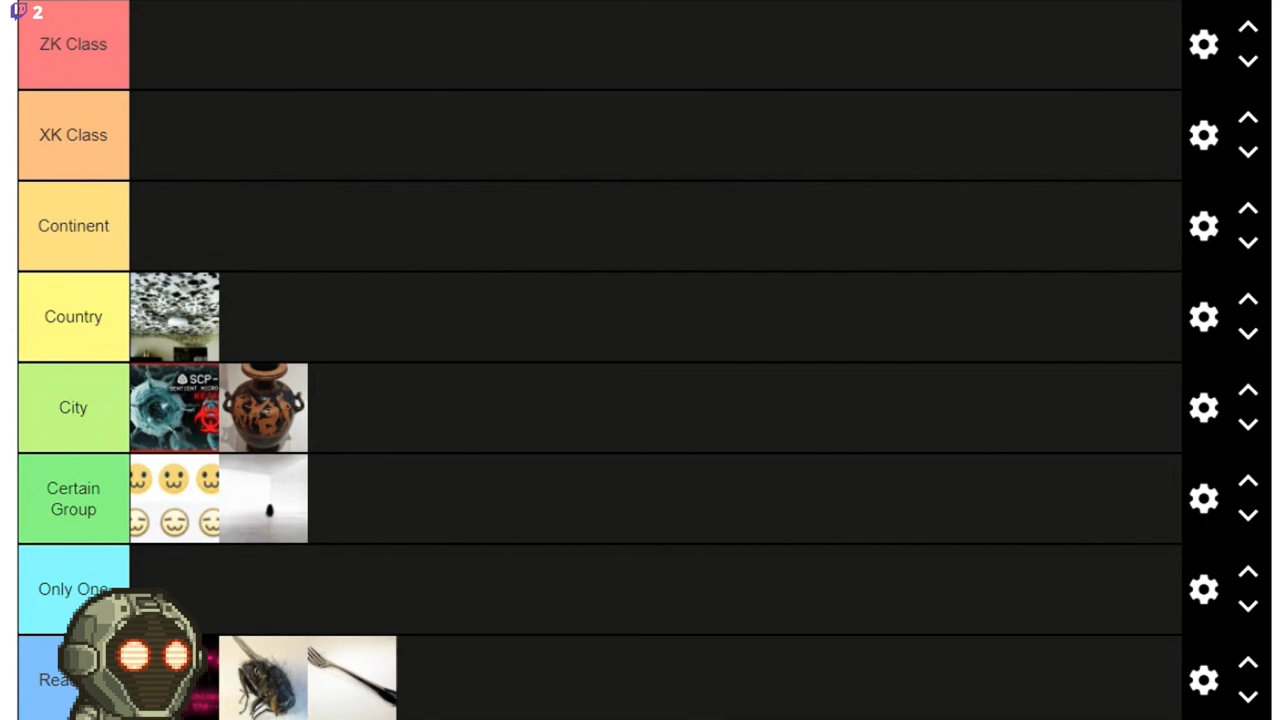 2
ZK Class
XK Class
Continent
Country
City
SCP-
Certain
Group
Only One
Rea